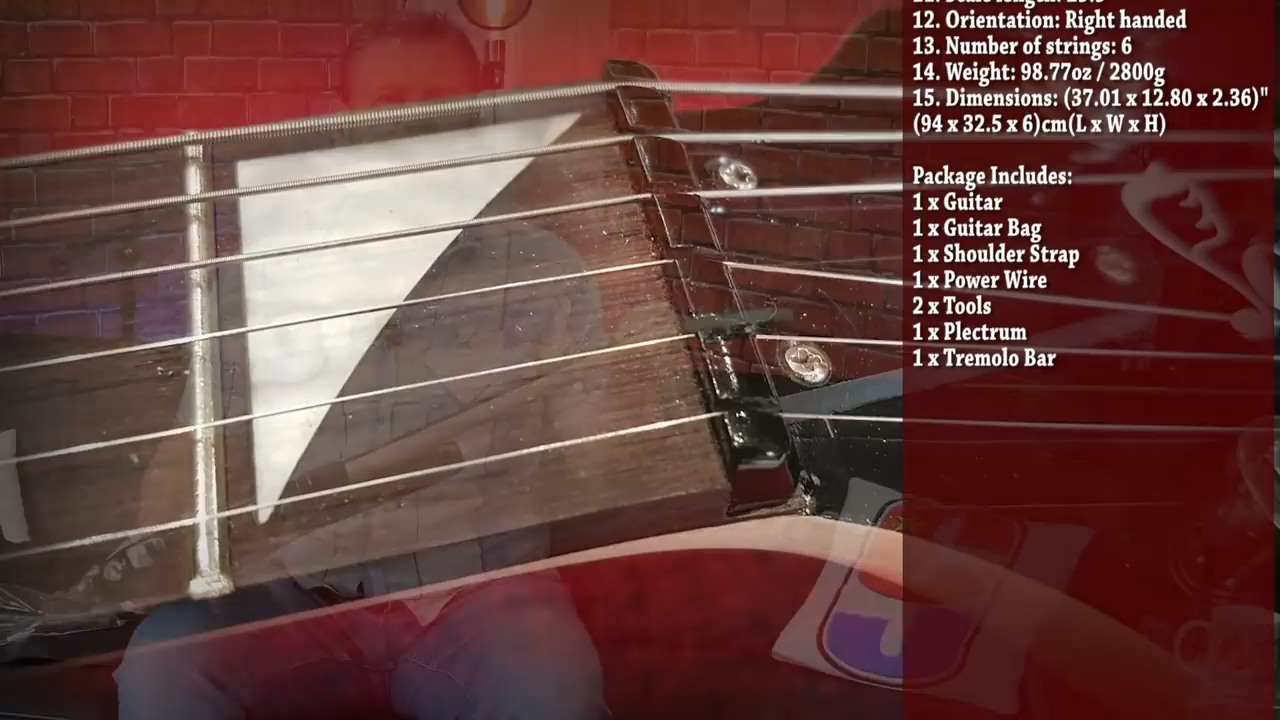 12. Orientation: Right handed
13. Number of strings: 6
14. Weight: 98.77oz / 2800g
15. Dimensions: (37.01 x 12.80 x 2.36)"
(94 x 32.5 x 6)cm(L x W x H)
Package Includes:
1 x Guitar
1 x Guitar Bag
1 x Shoulder Strap
1 x Power Wire
2 x Tools
1 x Plectrum
1 x Tremolo Bar